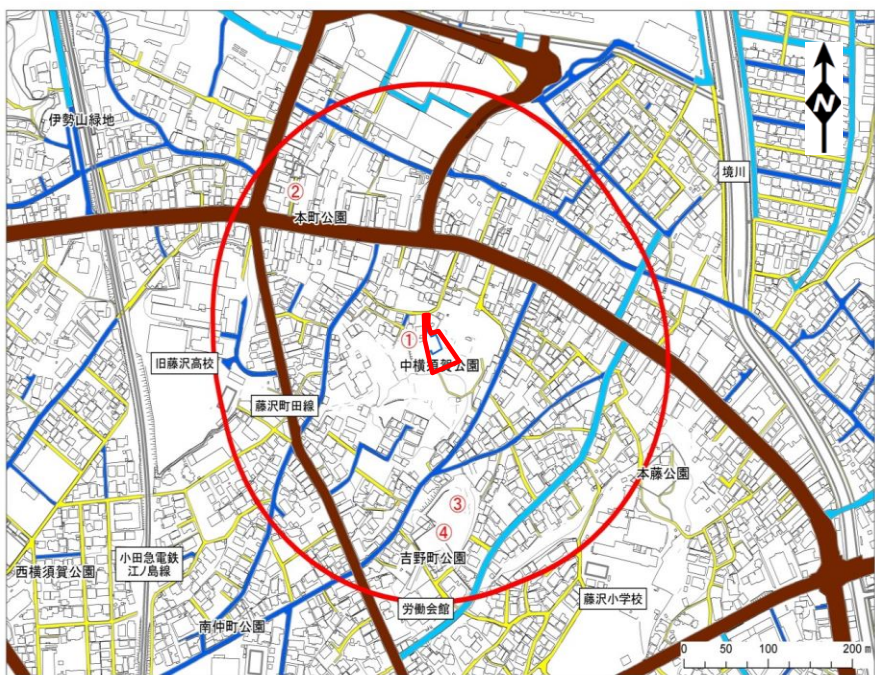 N
伊勢山緑地
境川
②
本町公園
①
中横須賀公園
旧藤沢高校
藤沢町田線
本藤公園
③
④
吉野町公園
小田急電鉄
江ノ島線
西横須賀公園
労働会館
藤沢小学校
南仲町公園
0 50 100 200 m